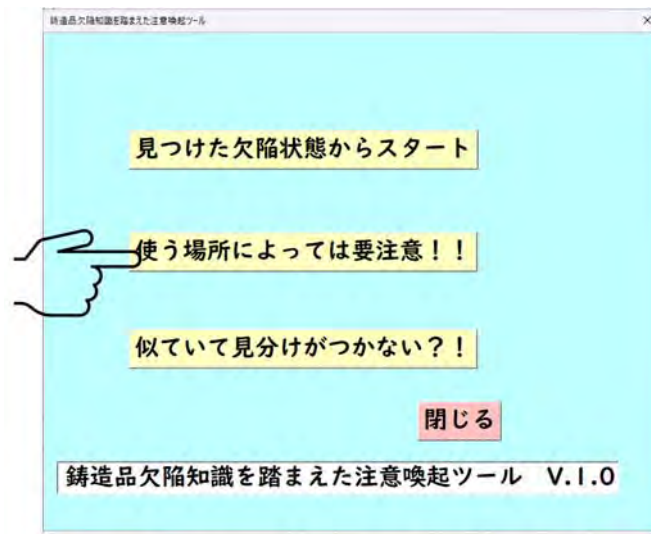 鋳造品欠陥知識を踏まえた注意喚起ツール ×
見つけた欠陥状態からスタート
使う場所によっては要注意！！
似ていて見分けがつかない？！
閉じる
鋳造品欠陥知識を踏まえた注意喚起ツール　V.1.0